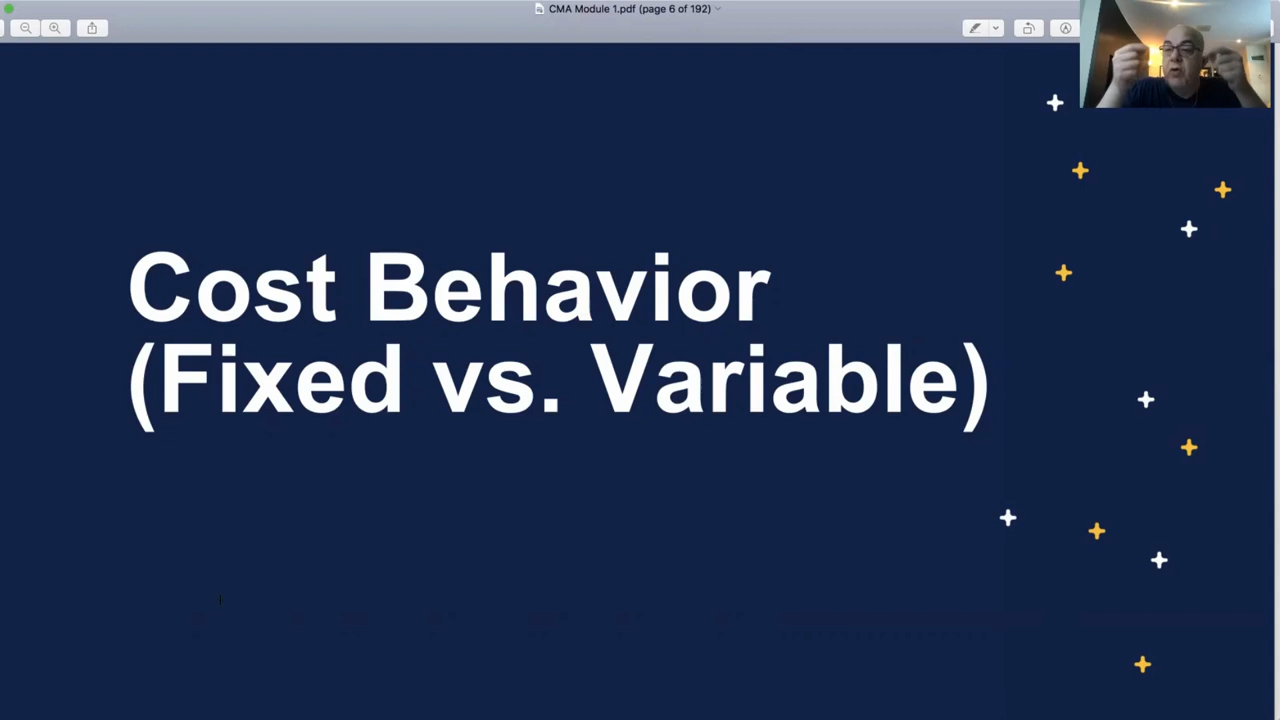 CMA Module 1.pdf (page 6 of 192)
Cost Behavior
(Fixed vs. Variable)